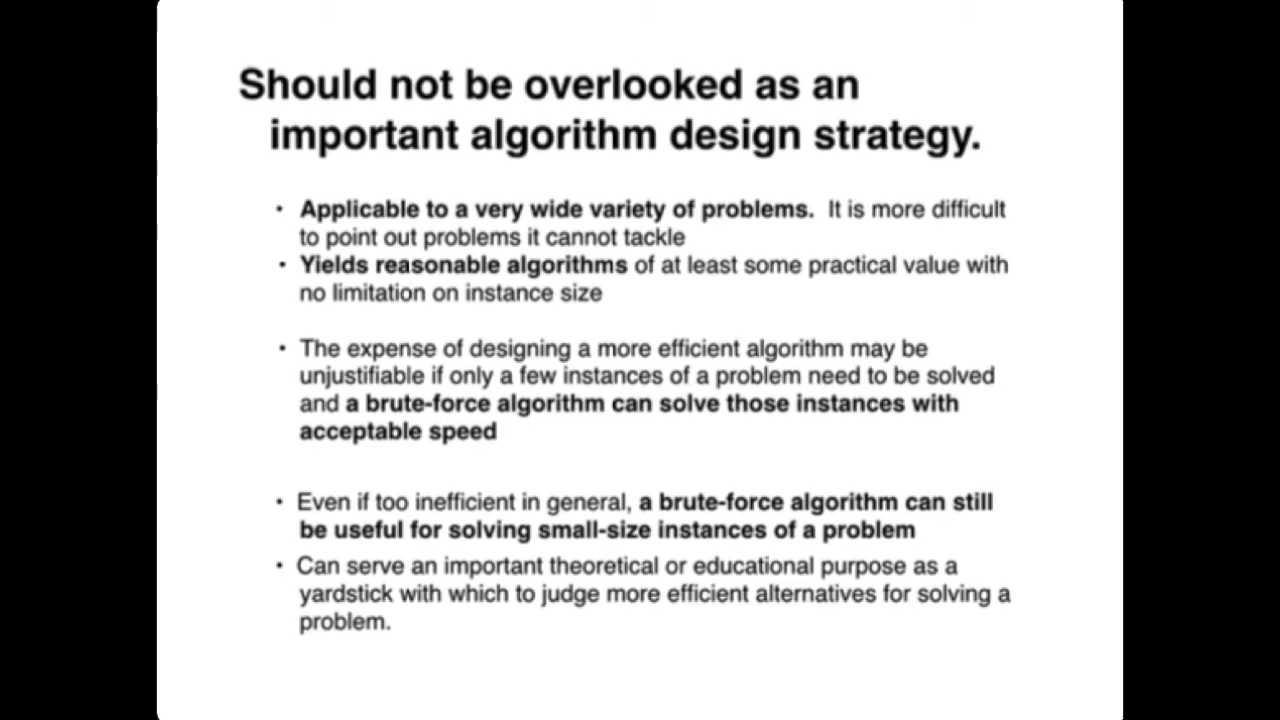 Should not be overlooked as an
important algorithm design strategy.
• Applicable to a very wide variety of problems. It is more difficult
to point out problems it cannot tackle
• Yields reasonable algorithms of at least some practical value with
no limitation on instance size
• The expense of designing a more efficient algorithm may be
unjustifiable if only a few instances of a problem need to be solved
and a brute-force algorithm can solve those instances with
acceptable speed
• Even if too inefficient in general, a brute-force algorithm can still
be useful for solving small-size instances of a problem
• Can serve an important theoretical or educational purpose as a
yardstick with which to judge more efficient alternatives for solving a
problem.